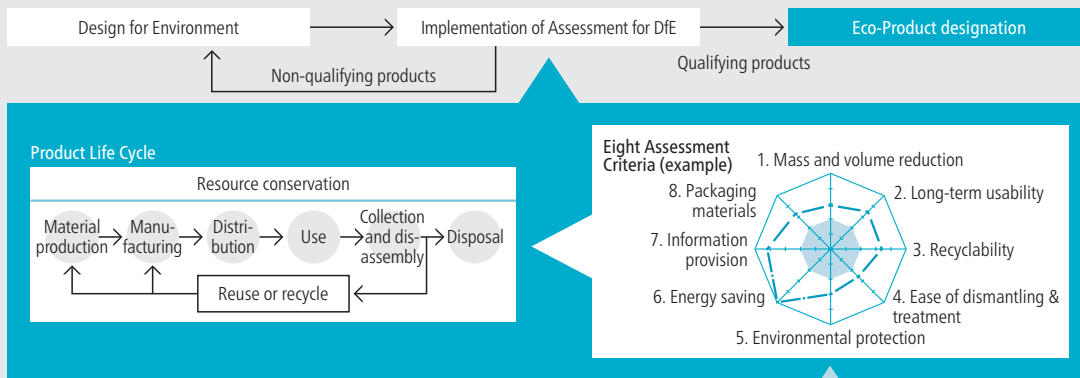 Design for Environment
Implementation of Assessment for DfE
Eco-Product designation
Non-qualifying products
Qualifying products
Product Life Cycle
Resource conservation
Material
production
Manu-
facturing
Distri-
bution
Use
Collection
and dis-
assembly
Disposal
Reuse or recycle
Eight Assessment
Criteria (example)
1. Mass and volume reduction
2. Long-term usability
3. Recyclability
4. Ease of dismantling &
treatment
5. Environmental protection
6. Energy saving
7. Information
provision
8. Packaging
materials